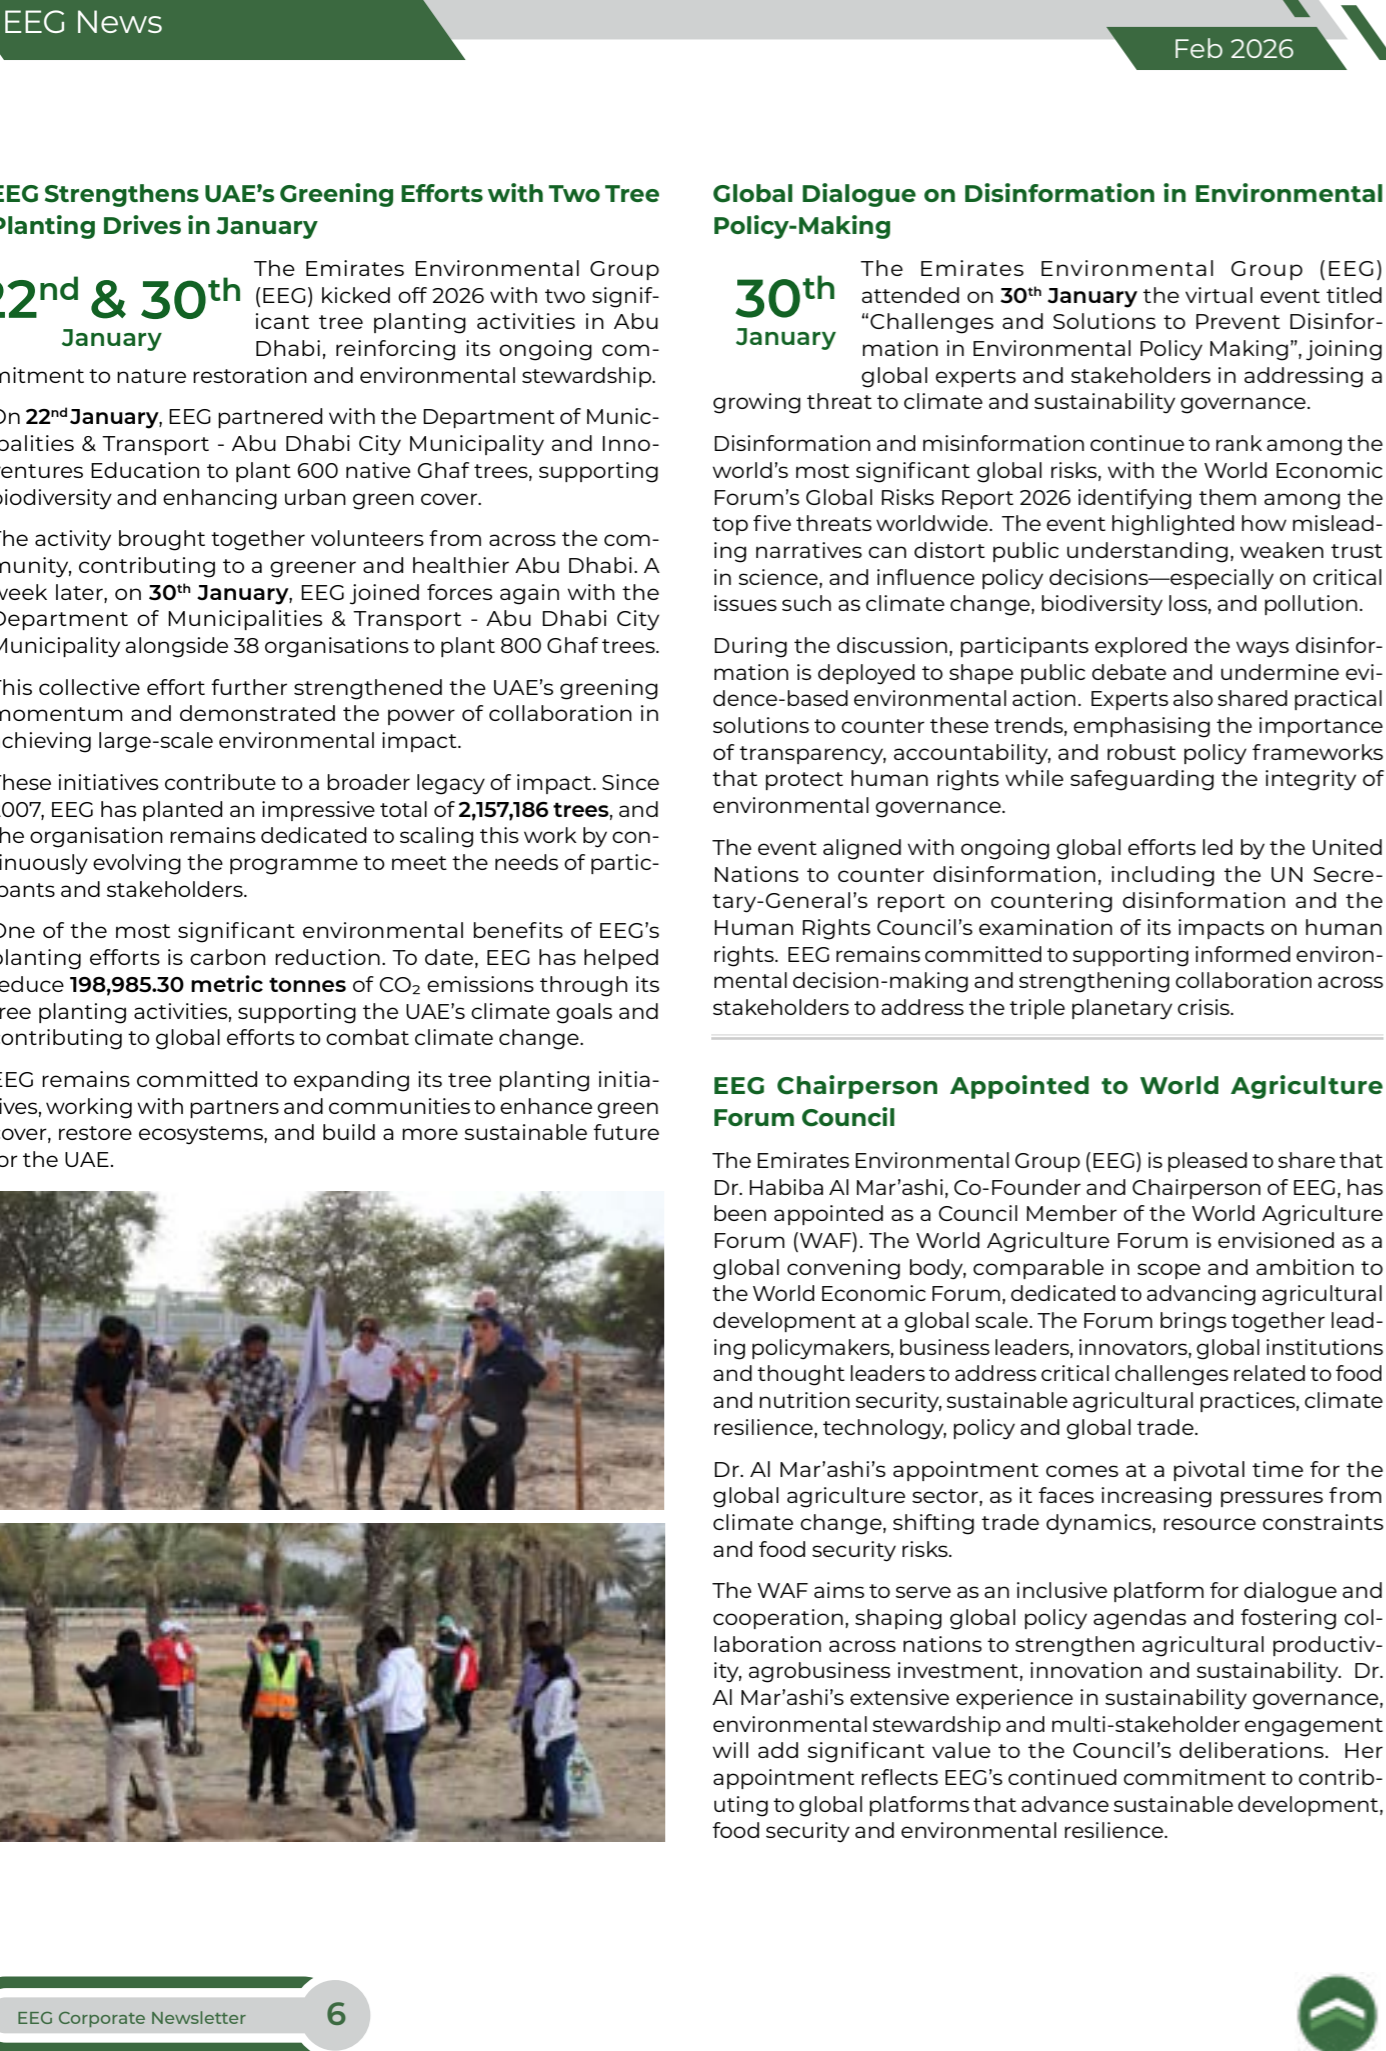 EEG News
Feb 2026
EEG Strengthens UAE’s Greening Efforts with Two Tree
Planting Drives in January
22nd & 30th
January
The Emirates Environmental Group
(EEG) kicked off 2026 with two signif-
icant tree planting activities in Abu
Dhabi, reinforcing its ongoing com-
mitment to nature restoration and environmental stewardship.
On 22nd January, EEG partnered with the Department of Munic-
palities & Transport - Abu Dhabi City Municipality and Inno-
ventures Education to plant 600 native Ghaf trees, supporting
biodiversity and enhancing urban green cover.
The activity brought together volunteers from across the com-
munity, contributing to a greener and healthier Abu Dhabi. A
week later, on 30th January, EEG joined forces again with the
Department of Municipalities & Transport - Abu Dhabi City
Municipality alongside 38 organisations to plant 800 Ghaf trees.
This collective effort further strengthened the UAE’s greening
momentum and demonstrated the power of collaboration in
achieving large-scale environmental impact.
These initiatives contribute to a broader legacy of impact. Since
2007, EEG has planted an impressive total of 2,157,186 trees, and
the organisation remains dedicated to scaling this work by con-
tinuously evolving the programme to meet the needs of partic-
ipants and stakeholders.
One of the most significant environmental benefits of EEG’s
planting efforts is carbon reduction. To date, EEG has helped
reduce 198,985.30 metric tonnes of CO₂ emissions through its
tree planting activities, supporting the UAE’s climate goals and
contributing to global efforts to combat climate change.
EEG remains committed to expanding its tree planting initia-
tives, working with partners and communities to enhance green
cover, restore ecosystems, and build a more sustainable future
for the UAE.
Global Dialogue on Disinformation in Environmental
Policy-Making
30th
January
The Emirates Environmental Group (EEG)
attended on 30th January the virtual event titled
“Challenges and Solutions to Prevent Disinfor-
mation in Environmental Policy Making”, joining
global experts and stakeholders in addressing a
growing threat to climate and sustainability governance.
Disinformation and misinformation continue to rank among the
world’s most significant global risks, with the World Economic
Forum’s Global Risks Report 2026 identifying them among the
top five threats worldwide. The event highlighted how mislead-
ing narratives can distort public understanding, weaken trust
in science, and influence policy decisions—especially on critical
issues such as climate change, biodiversity loss, and pollution.
During the discussion, participants explored the ways disinfor-
mation is deployed to shape public debate and undermine evi-
dence-based environmental action. Experts also shared practical
solutions to counter these trends, emphasising the importance
of transparency, accountability, and robust policy frameworks
that protect human rights while safeguarding the integrity of
environmental governance.
The event aligned with ongoing global efforts led by the United
Nations to counter disinformation, including the UN Secre-
tary-General’s report on countering disinformation and the
Human Rights Council’s examination of its impacts on human
rights. EEG remains committed to supporting informed environ-
mental decision-making and strengthening collaboration across
stakeholders to address the triple planetary crisis.
EEG Chairperson Appointed to World Agriculture
Forum Council
The Emirates Environmental Group (EEG) is pleased to share that
Dr. Habiba Al Mar’ashi, Co-Founder and Chairperson of EEG, has
been appointed as a Council Member of the World Agriculture
Forum (WAF). The World Agriculture Forum is envisioned as a
global convening body, comparable in scope and ambition to
the World Economic Forum, dedicated to advancing agricultural
development at a global scale. The Forum brings together lead-
ing policymakers, business leaders, innovators, global institutions
and thought leaders to address critical challenges related to food
and nutrition security, sustainable agricultural practices, climate
resilience, technology, policy and global trade.
Dr. Al Mar’ashi’s appointment comes at a pivotal time for the
global agriculture sector, as it faces increasing pressures from
climate change, shifting trade dynamics, resource constraints
and food security risks.
The WAF aims to serve as an inclusive platform for dialogue and
cooperation, shaping global policy agendas and fostering col-
laboration across nations to strengthen agricultural productiv-
ity, agrobusiness investment, innovation and sustainability. Dr.
Al Mar’ashi’s extensive experience in sustainability governance,
environmental stewardship and multi-stakeholder engagement
will add significant value to the Council’s deliberations. Her
appointment reflects EEG’s continued commitment to contrib-
uting to global platforms that advance sustainable development,
food security and environmental resilience.
EEG Corporate Newsletter
6